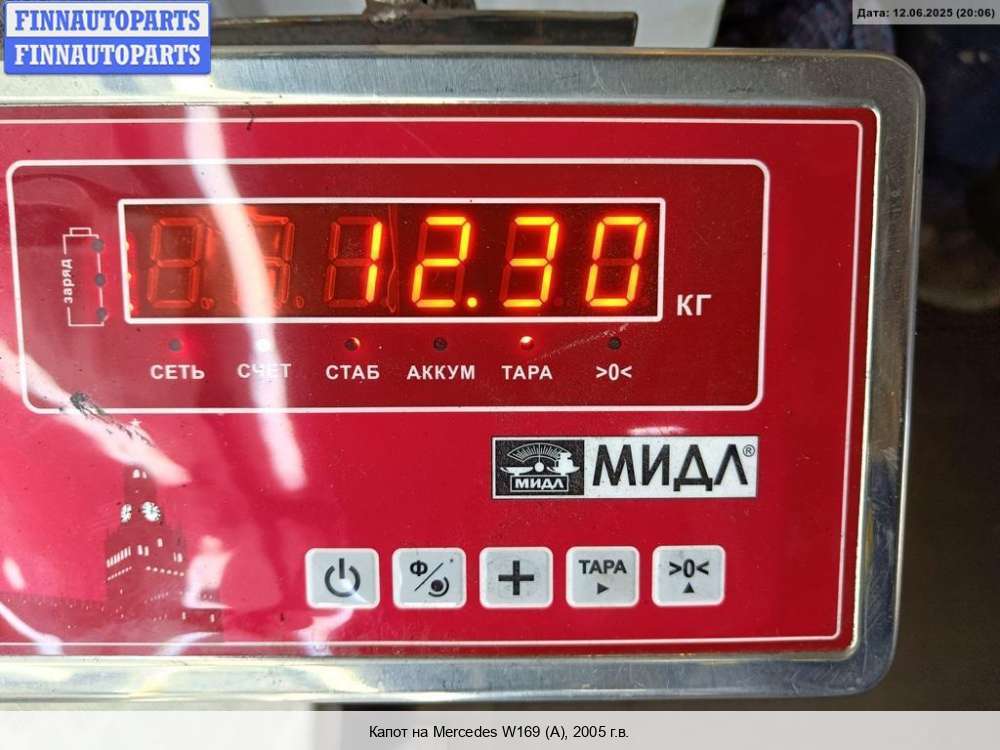 FINNAUTOPARTS
FINNAUTOPARTS
Дата: 12.06.2025 (20:06)
заряд
12.30
КГ
СЕТЬ СЧЕТ СТАБ АККУМ ТАРА >0<
МИДЛ МИДЛ®
Ф
ТАРА
>0<
Капот на Mercedes W169 (A), 2005 г.в.